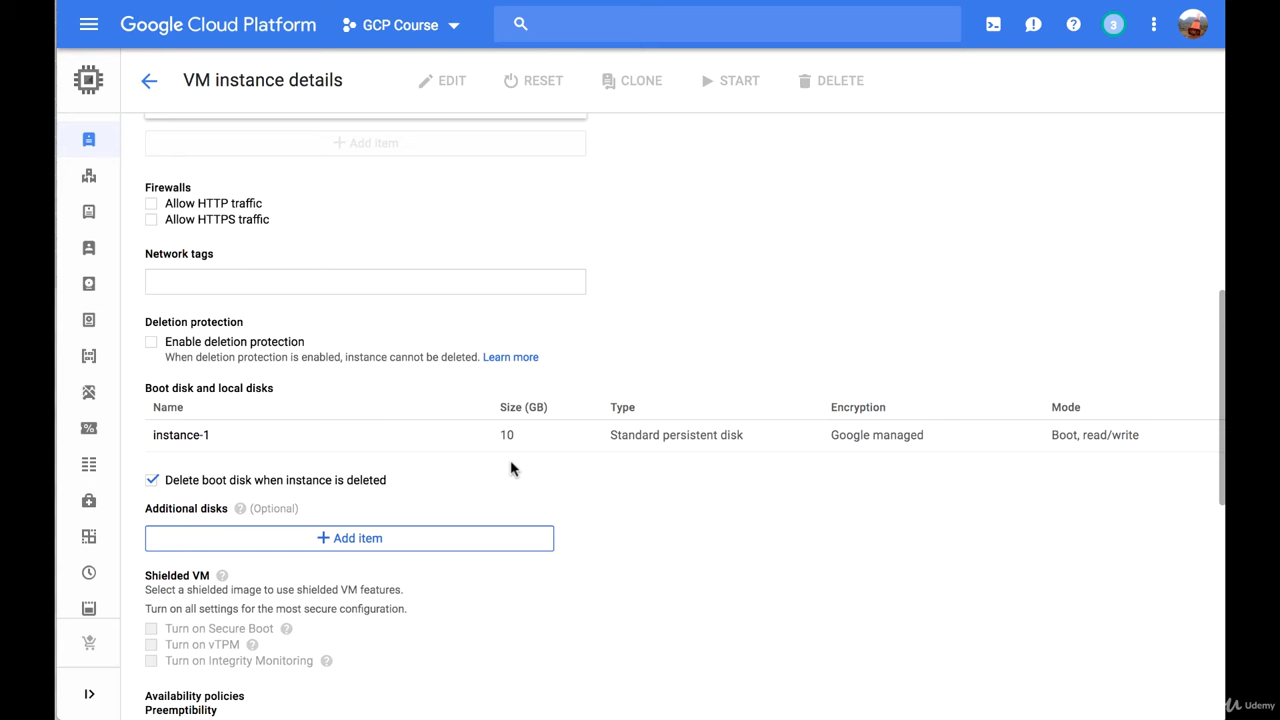 Google Cloud Platform GCP Course 3
VM instance details EDIT RESET CLONE START DELETE
+ Add item
Firewalls
Allow HTTP traffic
Allow HTTPS traffic
Network tags
Deletion protection
Enable deletion protection
When deletion protection is enabled, instance cannot be deleted. Learn more
Boot disk and local disks
Name Size (GB) Type Encryption Mode
instance-1 10 Standard persistent disk Google managed Boot, read/write
Delete boot disk when instance is deleted
Additional disks ? (Optional)
+ Add item
Shielded VM ?
Select a shielded image to use shielded VM features.
Turn on all settings for the most secure configuration.
Turn on Secure Boot ?
Turn on vTPM ?
Turn on Integrity Monitoring ?
Availability policies
Preemptibility
Udemy